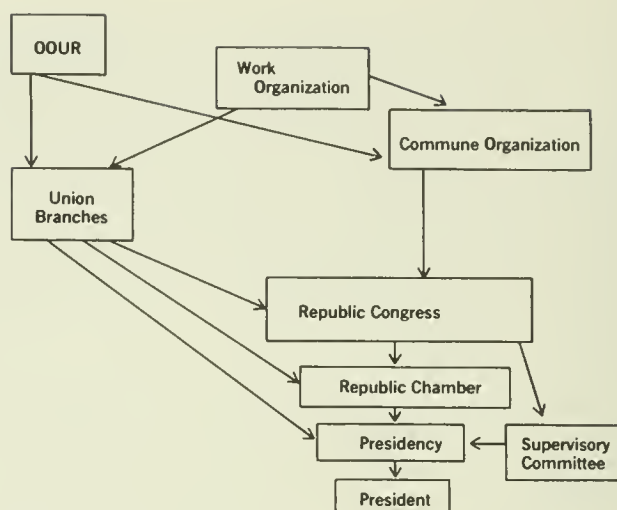 OOUR
Work
Organization
Commune Organization
Union
Branches
Republic Congress
Republic Chamber
Presidency
Supervisory
Committee
President